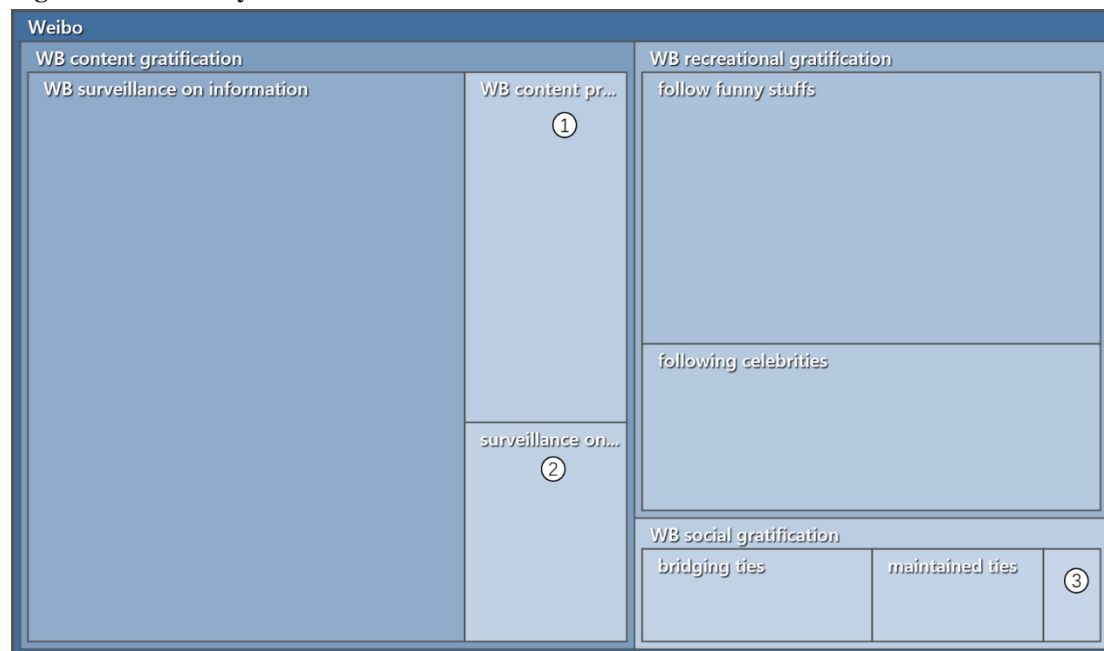 Weibo
WB content gratification
WB surveillance on information
WB content pr...
①
surveillance on...
②
WB recreational gratification
follow funny stuffs
following celebrities
WB social gratification
bridging ties
maintained ties
③